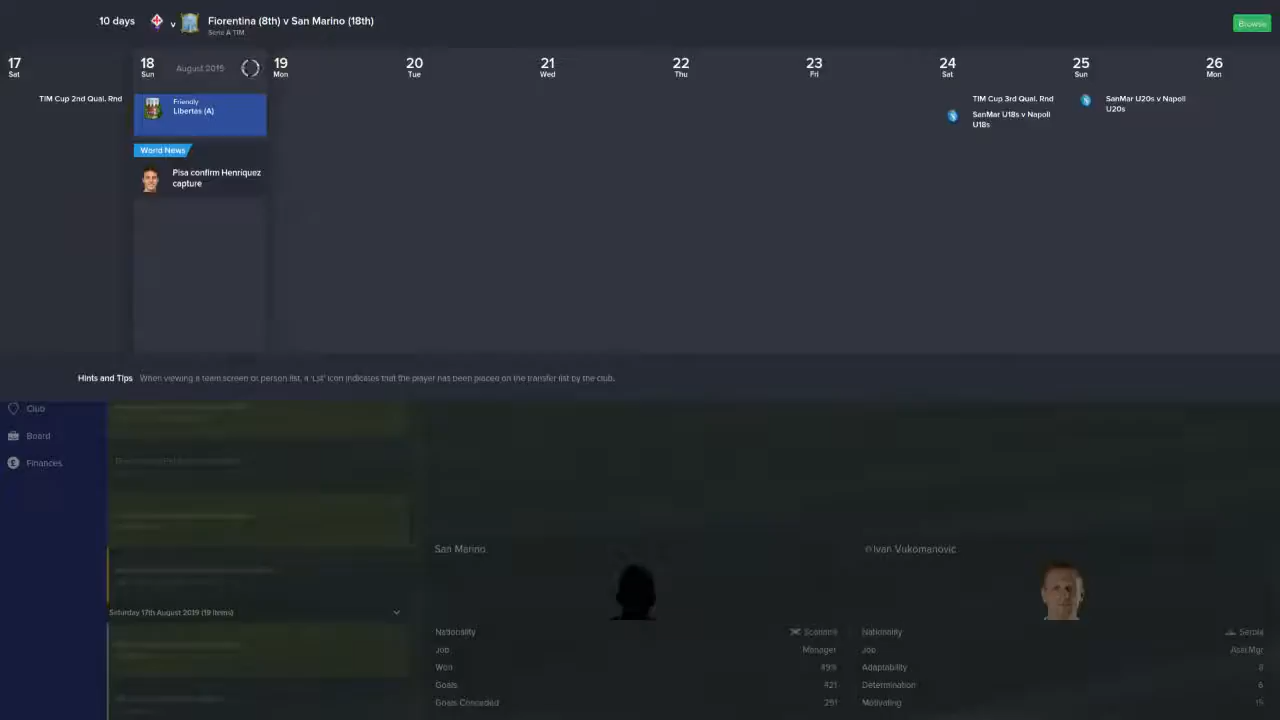 10 days
v
Fiorentina (8th) v San Marino (18th)
Serie A TIM
Browse
17
Sat
18
Sun
August 2019
19
Mon
20
Tue
21
Wed
22
Thu
23
Fri
24
Sat
25
Sun
26
Mon
TIM Cup 2nd Qual. Rnd
Friendly
Libertas (A)
World News
Pisa confirm Henriquez
capture
TIM Cup 3rd Qual. Rnd
SanMar U18s v Napoli
U18s
SanMar U20s v Napoli
U20s
Hints and Tips
When viewing a team screen or person list, a 'Lst' icon indicates that the player has been placed on the transfer list by the club.
Club
Board
Finances
Saturday 17th August 2019 (19 items)
San Marino
Nationality
Scotland
Job
Manager
Won
49%
Goals
421
Goals Conceded
291
Ivan Vukomanovic
Nationality
Serbia
Job
Asst Mgr
Adaptability
8
Determination
6
Motivating
15